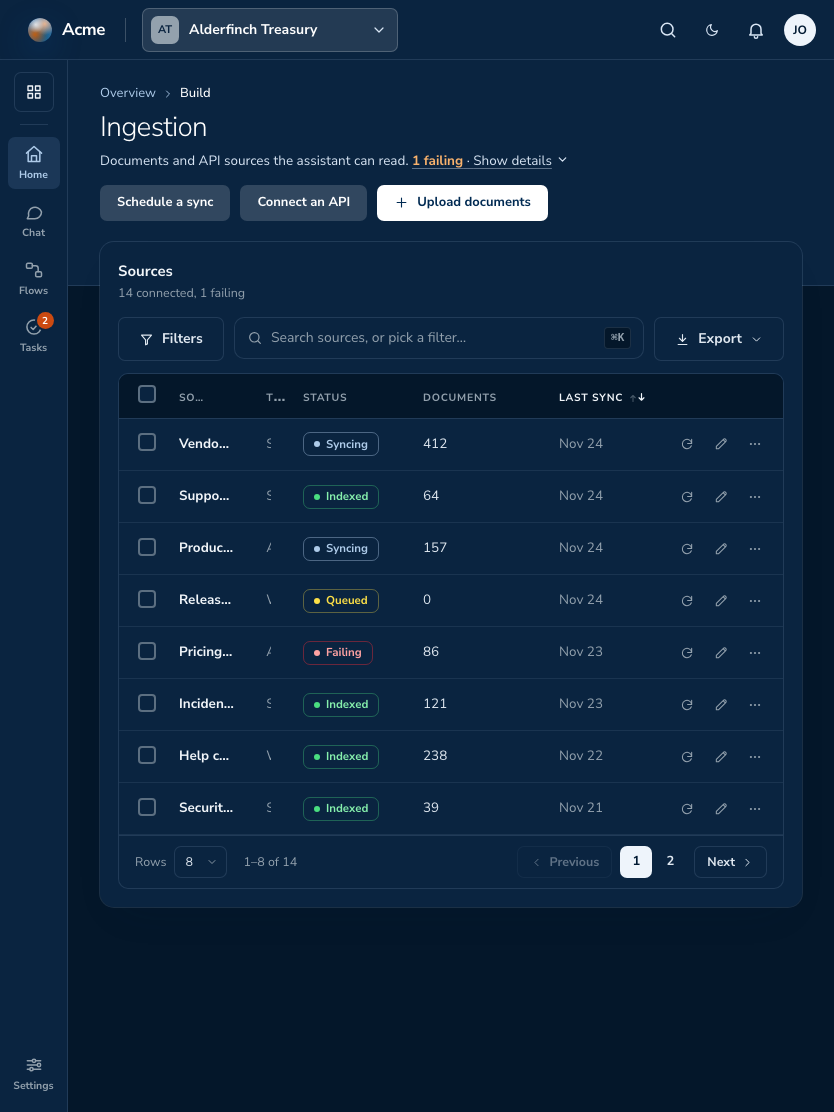 Acme
AT Alderfinch Treasury
JO
Home
Chat
Flows
2
Tasks
Settings
Overview > Build
Ingestion
Documents and API sources the assistant can read. 1 failing · Show details
Schedule a sync
Connect an API
+ Upload documents
Sources
14 connected, 1 failing
Filters
Search sources, or pick a filter... ⌘K
Export
SO... T... STATUS DOCUMENTS LAST SYNC ↑↓
Vendo... Syncing 412 Nov 24
Suppo... Indexed 64 Nov 24
Produc... Syncing 157 Nov 24
Releas... Queued 0 Nov 24
Pricing... Failing 86 Nov 23
Inciden... Indexed 121 Nov 23
Help c... Indexed 238 Nov 22
Securit... Indexed 39 Nov 21
Rows 8 1–8 of 14 Previous 1 2 Next